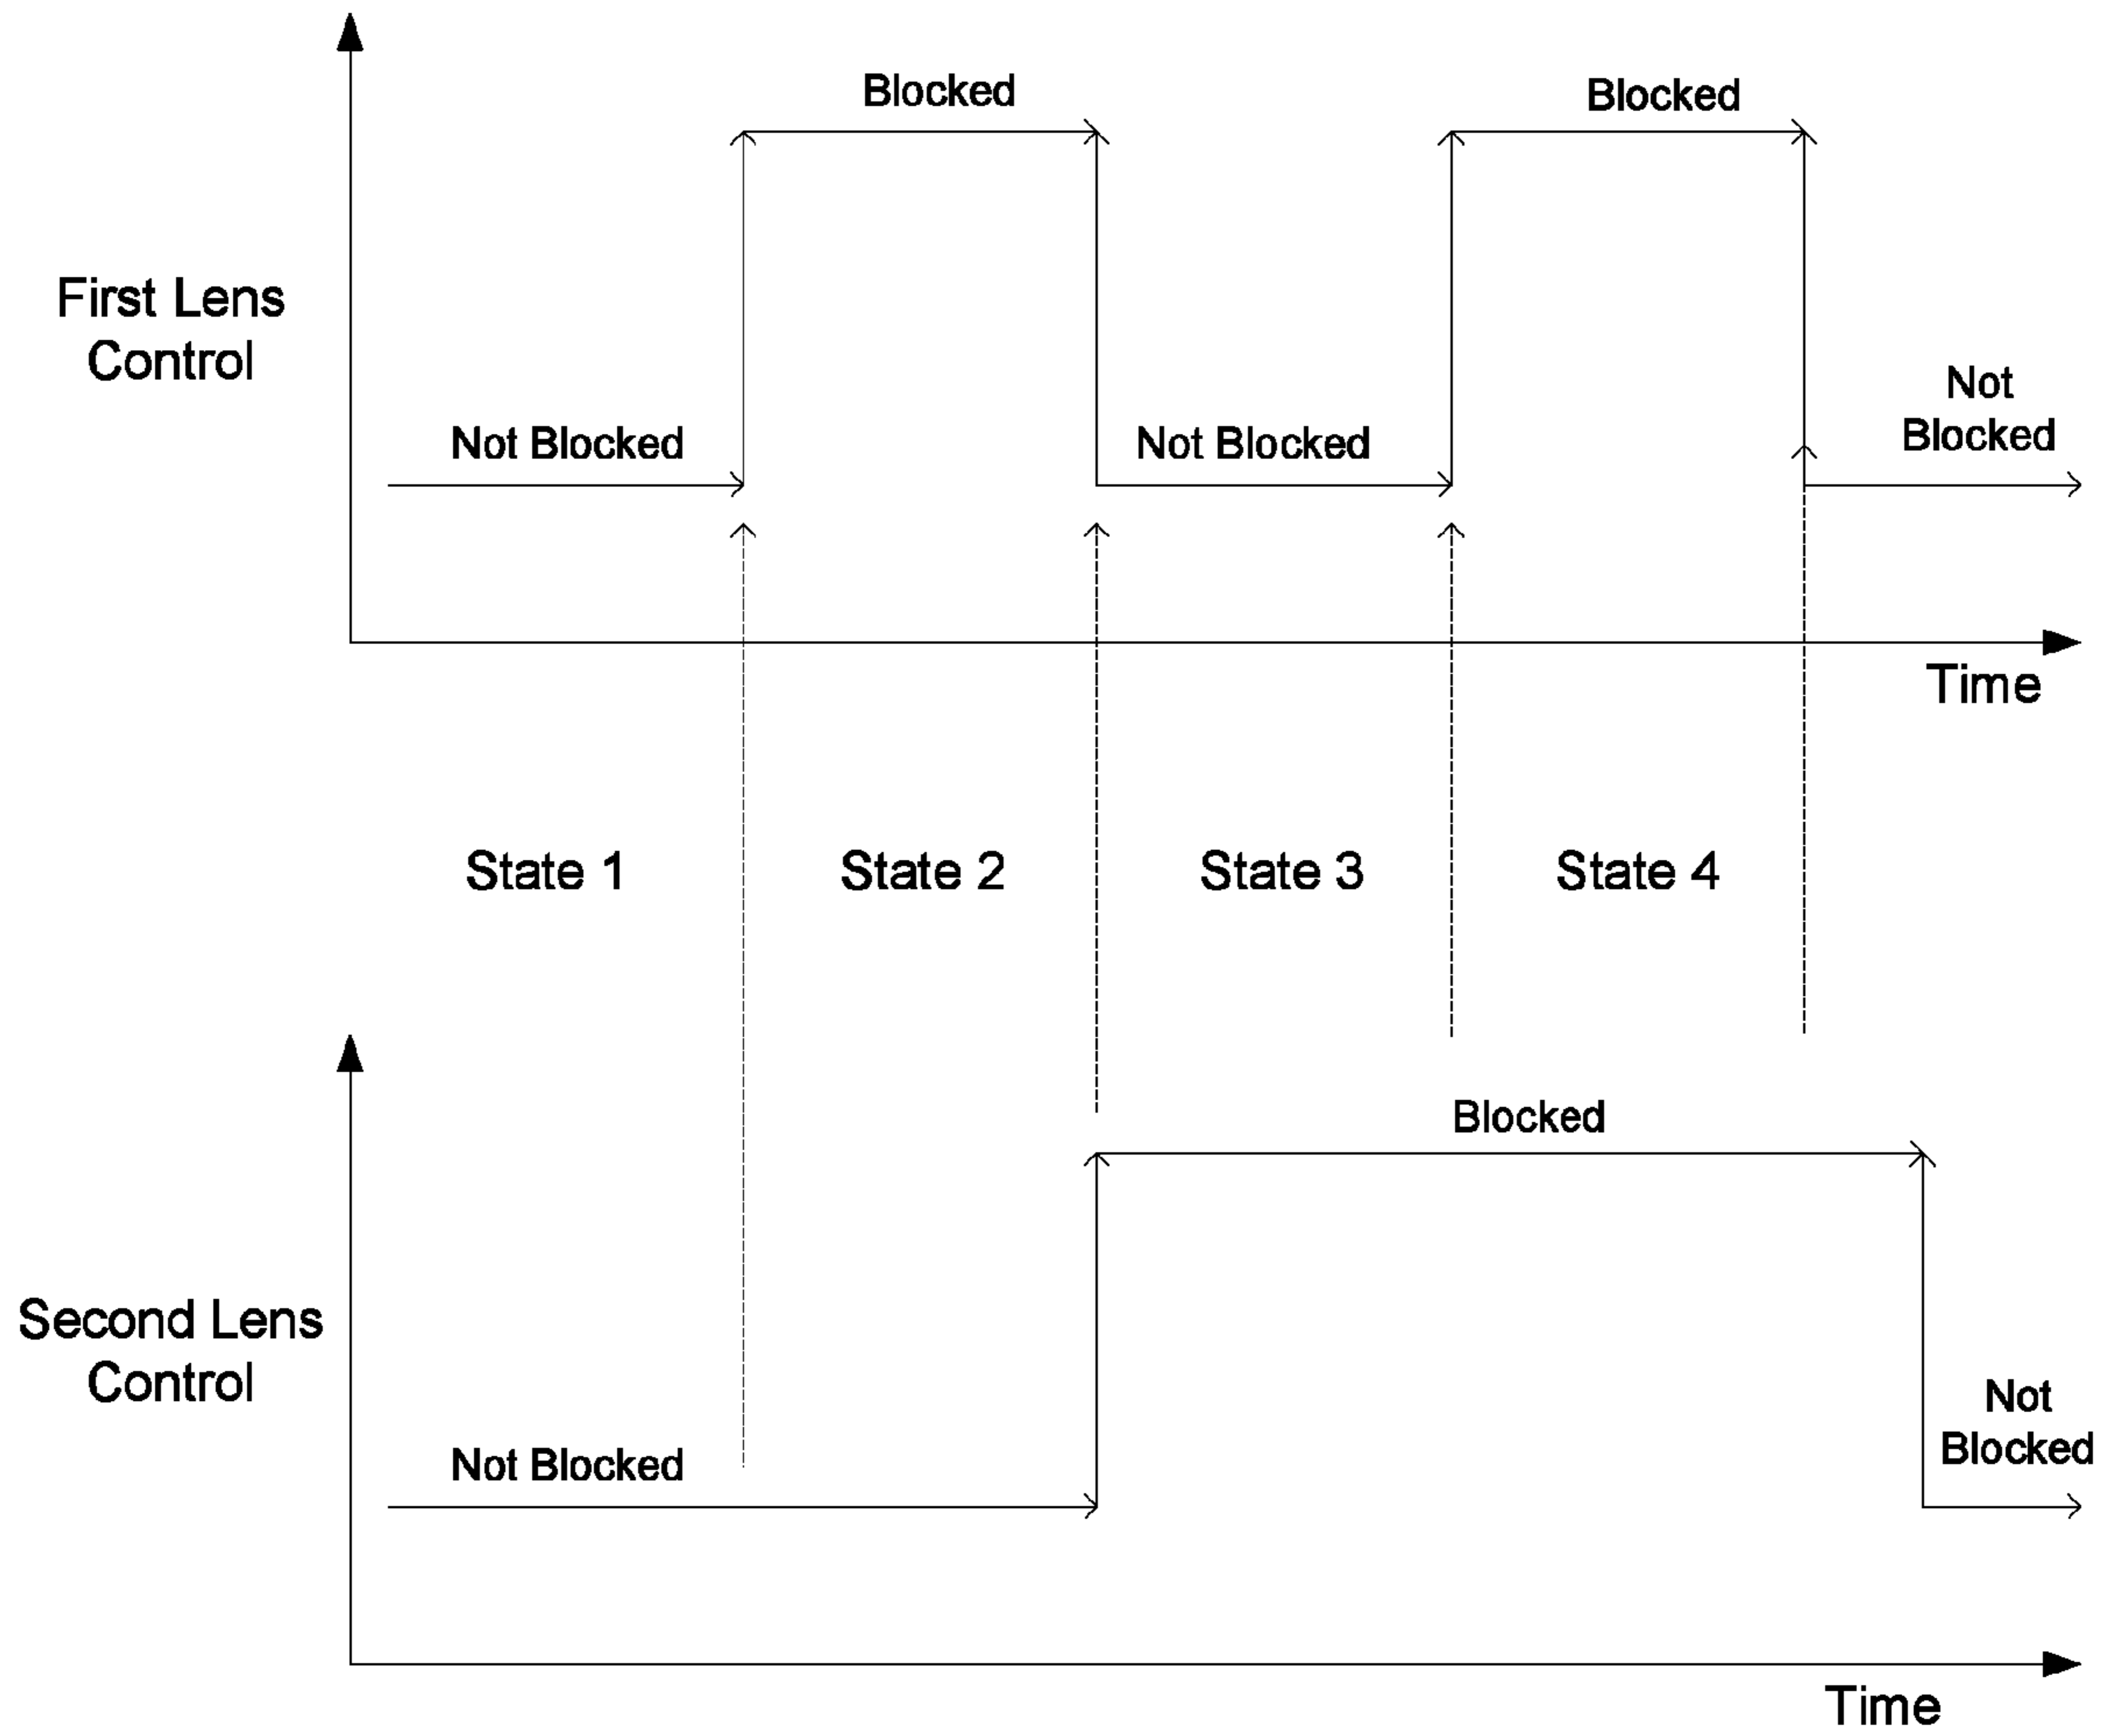 Blocked
Blocked
First Lens
Control
Not Blocked
Not Blocked
Not
Blocked
Time
State 1
State 2
State 3
State 4
Blocked
Second Lens
Control
Not Blocked
Not
Blocked
Time